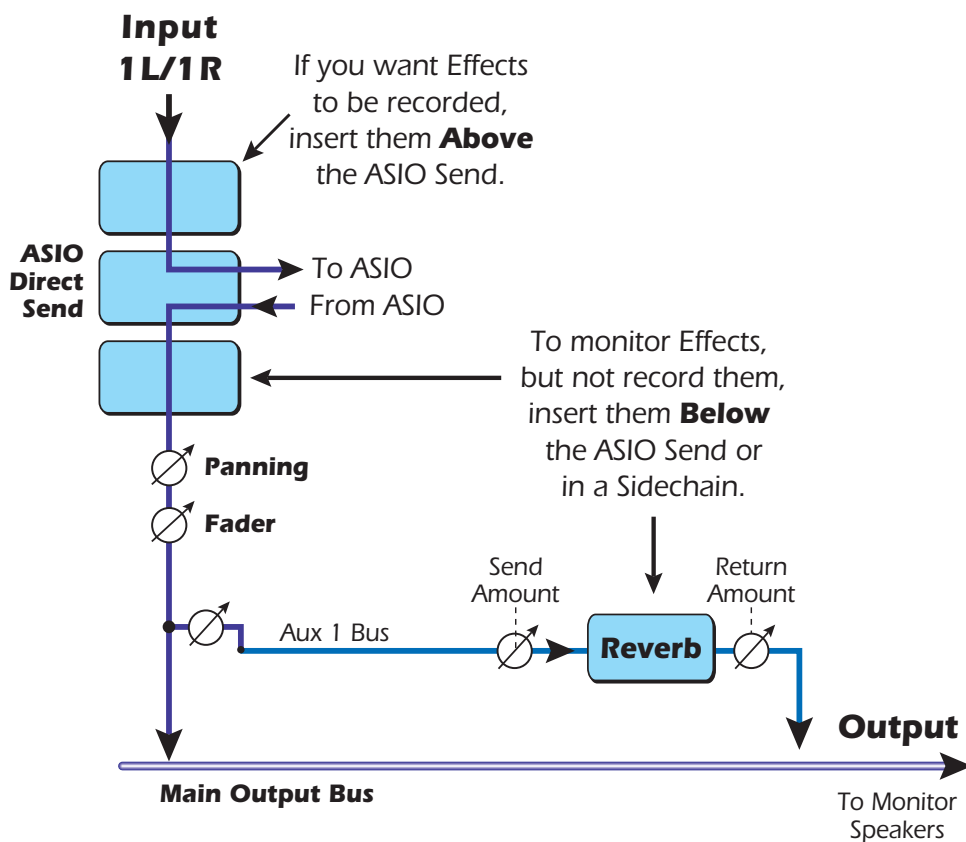 Input
1L/1R
If you want Effects
to be recorded,
insert them Above
the ASIO Send.
ASIO
Direct
Send
To ASIO
From ASIO
To monitor Effects,
but not record them,
insert them Below
the ASIO Send or
in a Sidechain.
Panning
Fader
Send
Amount
Return
Amount
Aux 1 Bus
Reverb
Output
Main Output Bus
To Monitor
Speakers